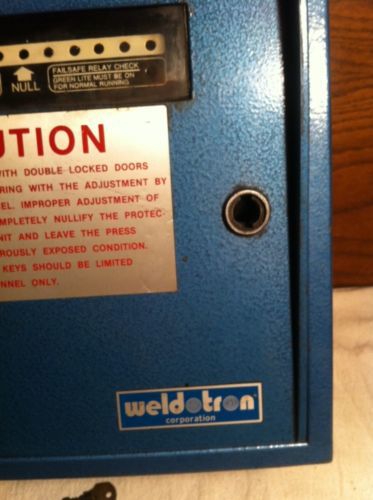 NULL
FAILSAFE RELAY CHECK
GREEN LITE MUST BE ON
FOR NORMAL RUNNING
UTION
WITH DOUBLE LOCKED DOORS
RING WITH THE ADJUSTMENT BY
EL. IMPROPER ADJUSTMENT OF
MPLETELY NULLIFY THE PROTEC-
NIT AND LEAVE THE PRESS
ROUSLY EXPOSED CONDITION.
KEYS SHOULD BE LIMITED
NNEL ONLY.
weldotron
corporation